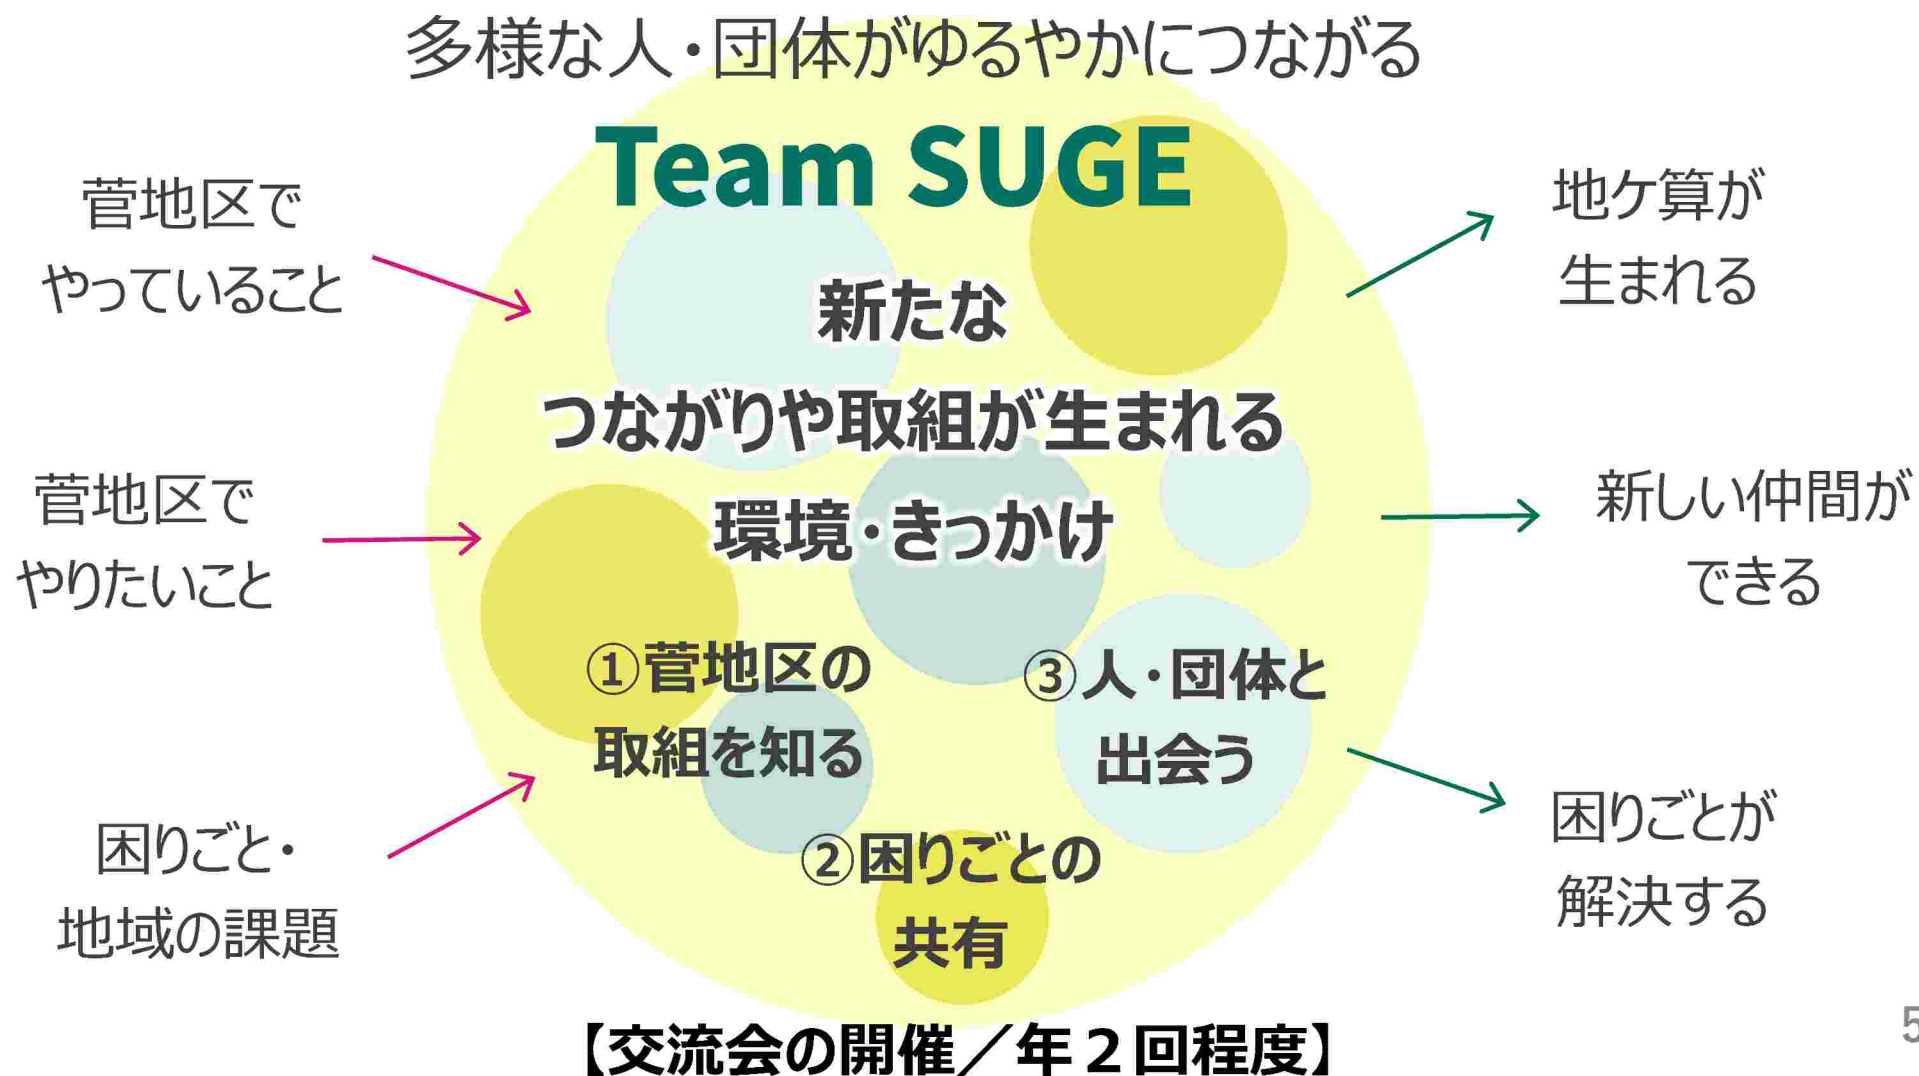 多様な人・団体がゆるやかにつながる
Team SUGE
菅地区で
やっていること
菅地区で
やりたいこと
困りごと・
地域の課題
新たな
つながりや取組が生まれる
環境・きっかけ
①菅地区の
取組を知る
②困りごとの
共有
③人・団体と
出会う
地ケ算が
生まれる
新しい仲間が
できる
困りごとが
解決する
【交流会の開催／年２回程度】
5